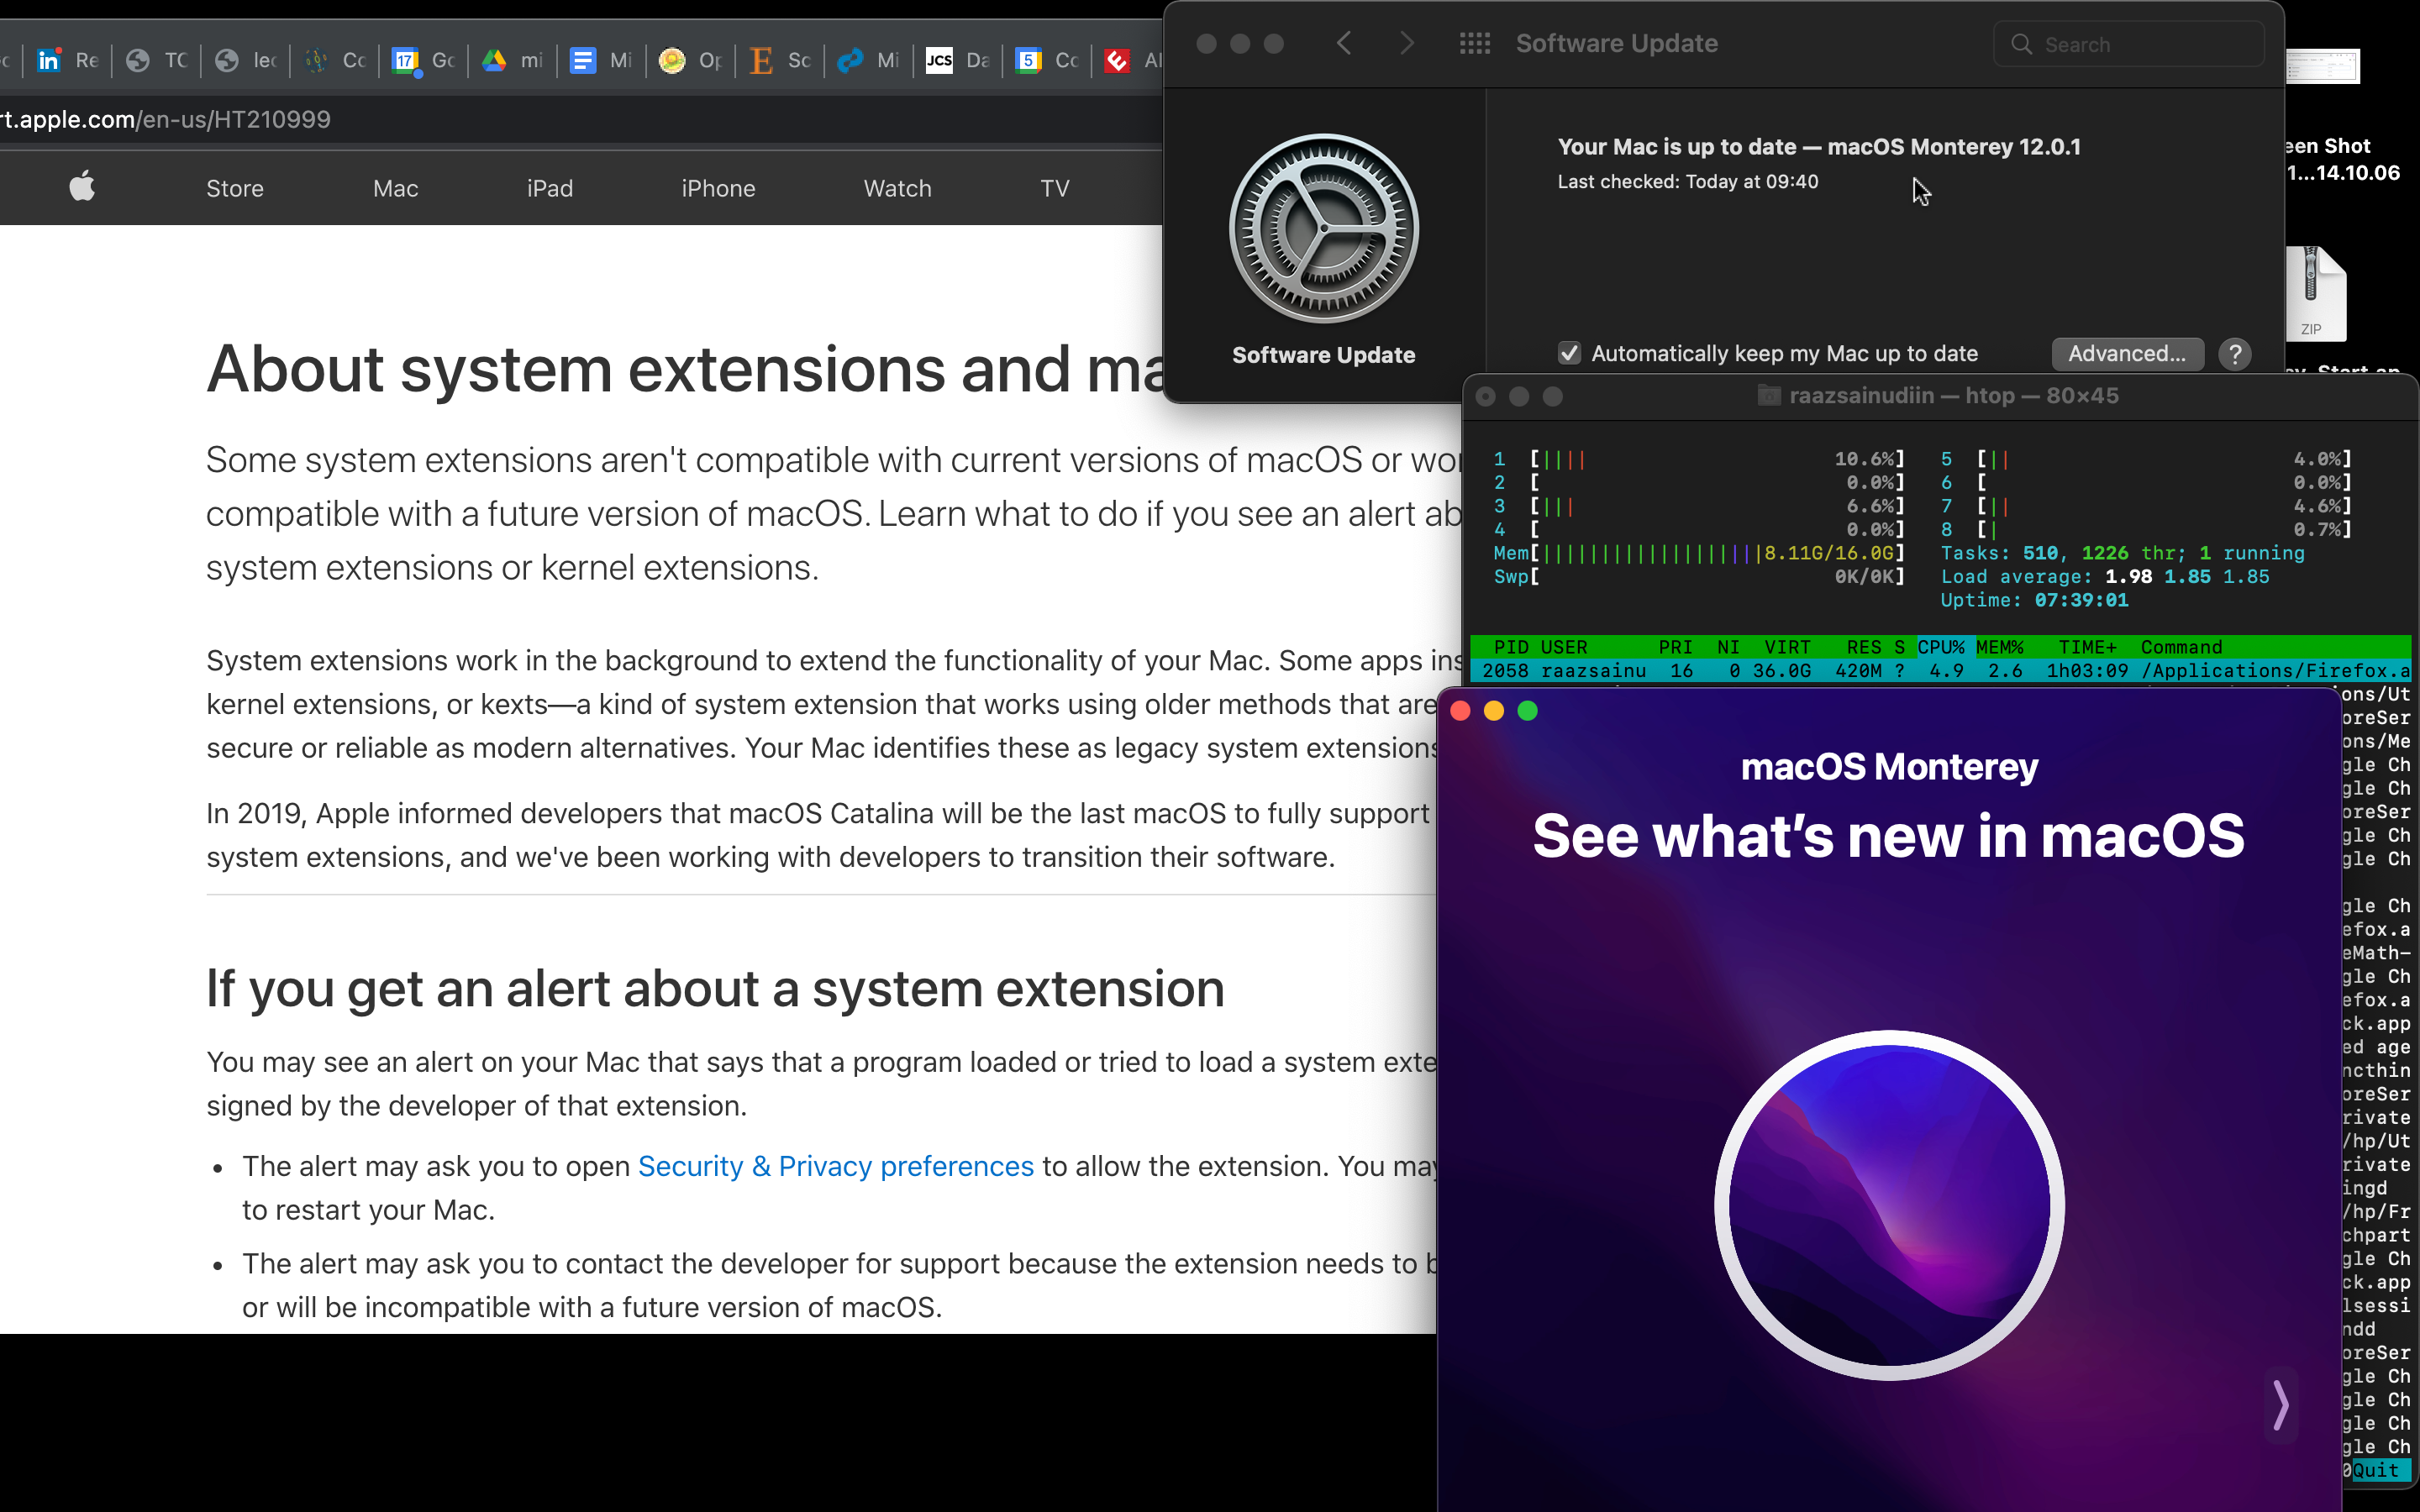 Re
TC
lec
Cc
17
Gc
mi
Mi
Op
E
Sc
Mi
JCS
Da
5
Cc
Al
rt.apple.com/en-us/HT210999
Store Mac iPad iPhone Watch TV
About system extensions and ma
Some system extensions aren't compatible with current versions of macOS or wo
compatible with a future version of macOS. Learn what to do if you see an alert ab
system extensions or kernel extensions.
System extensions work in the background to extend the functionality of your Mac. Some apps ins
kernel extensions, or kexts—a kind of system extension that works using older methods that are
secure or reliable as modern alternatives. Your Mac identifies these as legacy system extensions
In 2019, Apple informed developers that macOS Catalina will be the last macOS to fully support
system extensions, and we've been working with developers to transition their software.
If you get an alert about a system extension
You may see an alert on your Mac that says that a program loaded or tried to load a system exte
signed by the developer of that extension.
• The alert may ask you to open Security & Privacy preferences to allow the extension. You may
to restart your Mac.
• The alert may ask you to contact the developer for support because the extension needs to b
or will be incompatible with a future version of macOS.
Software Update
Search
Your Mac is up to date — macOS Monterey 12.0.1
Last checked: Today at 09:40
Software Update
Automatically keep my Mac up to date
Advanced...
?
een Shot
1...14.10.06
ZIP
raazsainudiin — htop — 80×45
1 [|||| 10.6%] 5 [|| 4.0%]
2 [ 0.0%] 6 [ 0.0%]
3 [||| 6.6%] 7 [|| 4.6%]
4 [ 0.0%] 8 [| 0.7%]
Mem[|||||||||||||||||||8.11G/16.0G] Tasks: 510, 1226 thr; 1 running
Swp[ 0K/0K] Load average: 1.98 1.85 1.85
Uptime: 07:39:01
PID USER PRI NI VIRT RES S CPU% MEM% TIME+ Command
2058 raazsainu 16 0 36.0G 420M ? 4.9 2.6 1h03:09 /Applications/Firefox.a
ons/Ut
oreSer
ons/Me
gle Ch
gle Ch
oreSer
gle Ch
gle Ch
gle Ch
efox.a
eMath-
gle Ch
efox.a
ck.app
ed age
ncthin
oreSer
rivate
/hp/Ut
rivate
ingd
/hp/Fr
chpart
gle Ch
ck.app
lsessi
ndd
oreSer
gle Ch
gle Ch
gle Ch
gle Ch
0Quit
macOS Monterey
See what's new in macOS